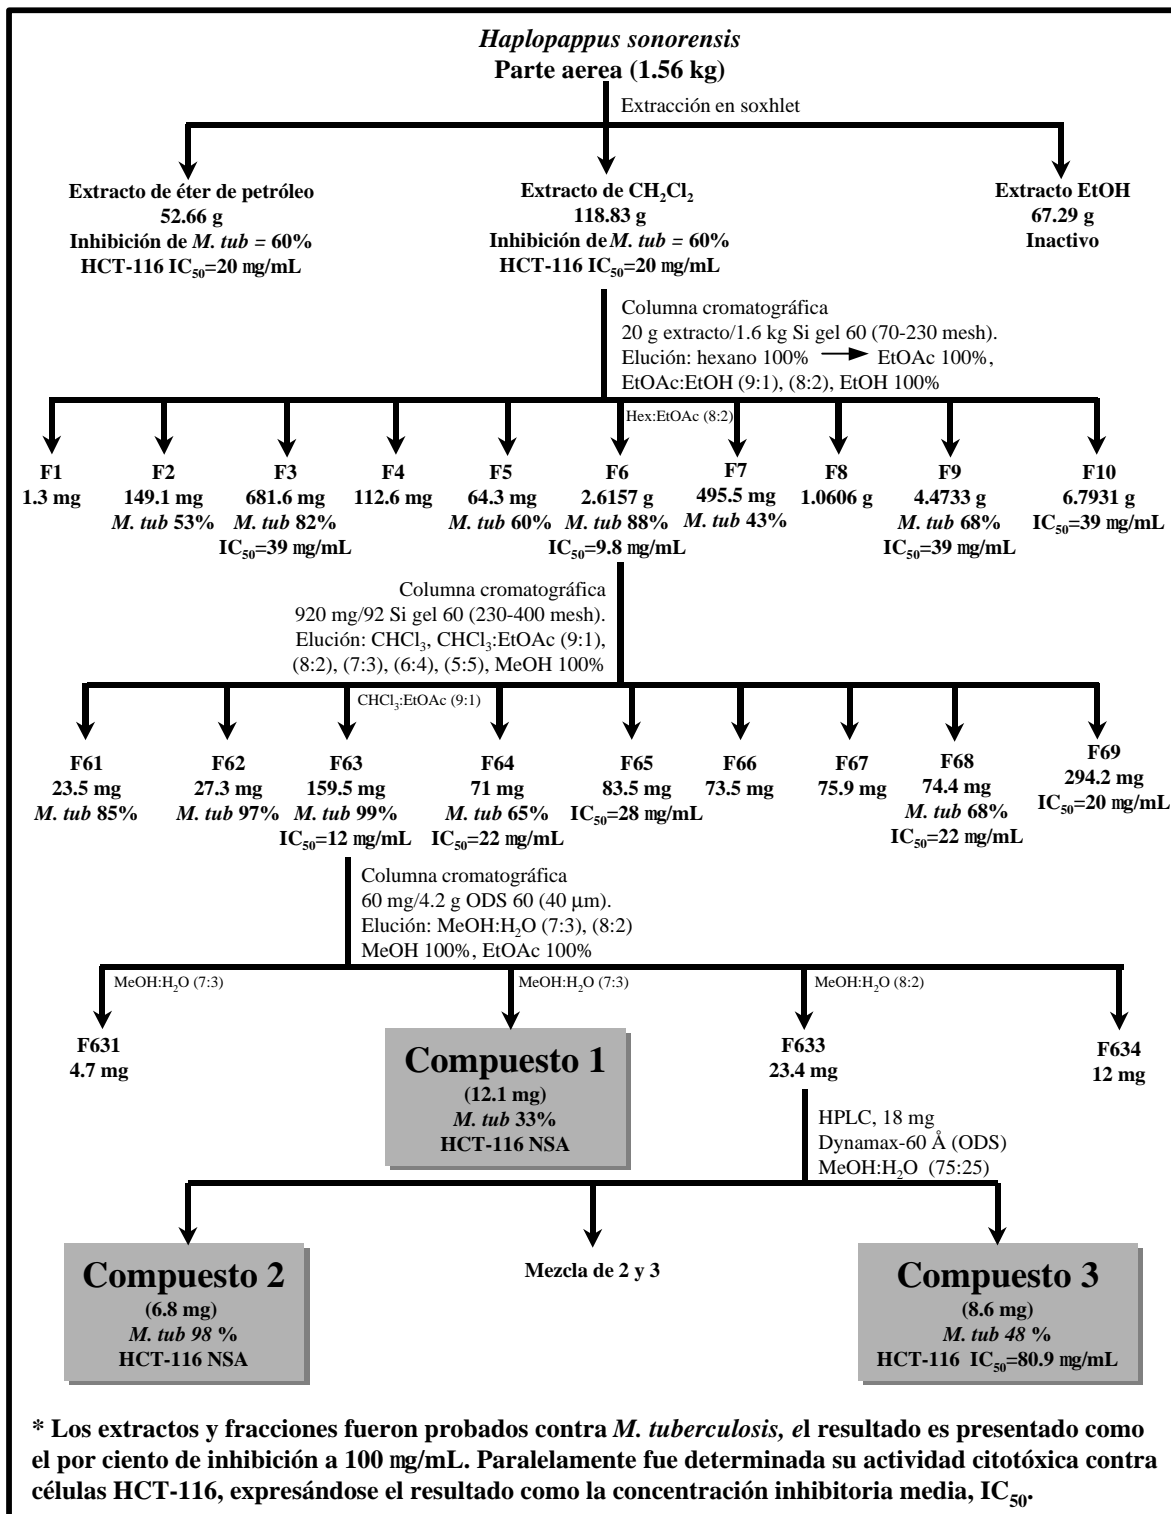 Haplopappus sonorensis
Parte aerea (1.56 kg)
Extracción en soxhlet
Extracto de éter de petróleo
52.66 g
Inhibición de M. tub = 60%
HCT-116 IC50=20 mg/mL
Extracto de CH2Cl2
118.83 g
Inhibición de M. tub = 60%
HCT-116 IC50=20 mg/mL
Extracto EtOH
67.29 g
Inactivo
Columna cromatográfica
20 g extracto/1.6 kg Si gel 60 (70-230 mesh).
Elución: hexano 100% → EtOAc 100%,
EtOAc:EtOH (9:1), (8:2), EtOH 100%
Hex:EtOAc (8:2)
F1
1.3 mg
F2
149.1 mg
M. tub 53%
F3
681.6 mg
M. tub 82%
IC50=39 mg/mL
F4
112.6 mg
F5
64.3 mg
M. tub 60%
F6
2.6157 g
M. tub 88%
IC50=9.8 mg/mL
F7
495.5 mg
M. tub 43%
F8
1.0606 g
F9
4.4733 g
M. tub 68%
IC50=39 mg/mL
F10
6.7931 g
IC50=39 mg/mL
Columna cromatográfica
920 mg/92 Si gel 60 (230-400 mesh).
Elución: CHCl3, CHCl3:EtOAc (9:1),
(8:2), (7:3), (6:4), (5:5), MeOH 100%
CHCl3:EtOAc (9:1)
F61
23.5 mg
M. tub 85%
F62
27.3 mg
M. tub 97%
F63
159.5 mg
M. tub 99%
IC50=12 mg/mL
F64
71 mg
M. tub 65%
IC50=22 mg/mL
F65
83.5 mg
IC50=28 mg/mL
F66
73.5 mg
F67
75.9 mg
F68
74.4 mg
M. tub 68%
IC50=22 mg/mL
F69
294.2 mg
IC50=20 mg/mL
Columna cromatográfica
60 mg/4.2 g ODS 60 (40 µm).
Elución: MeOH:H2O (7:3), (8:2)
MeOH 100%, EtOAc 100%
MeOH:H2O (7:3)
MeOH:H2O (7:3)
MeOH:H2O (8:2)
F631
4.7 mg
Compuesto 1
(12.1 mg)
M. tub 33%
HCT-116 NSA
F633
23.4 mg
F634
12 mg
HPLC, 18 mg
Dynamax-60 Å (ODS)
MeOH:H2O (75:25)
Compuesto 2
(6.8 mg)
M. tub 98 %
HCT-116 NSA
Mezcla de 2 y 3
Compuesto 3
(8.6 mg)
M. tub 48 %
HCT-116 IC50=80.9 mg/mL
* Los extractos y fracciones fueron probados contra M. tuberculosis, el resultado es presentado como
el por ciento de inhibición a 100 mg/mL. Paralelamente fue determinada su actividad citotóxica contra
células HCT-116, expresándose el resultado como la concentración inhibitoria media, IC50.